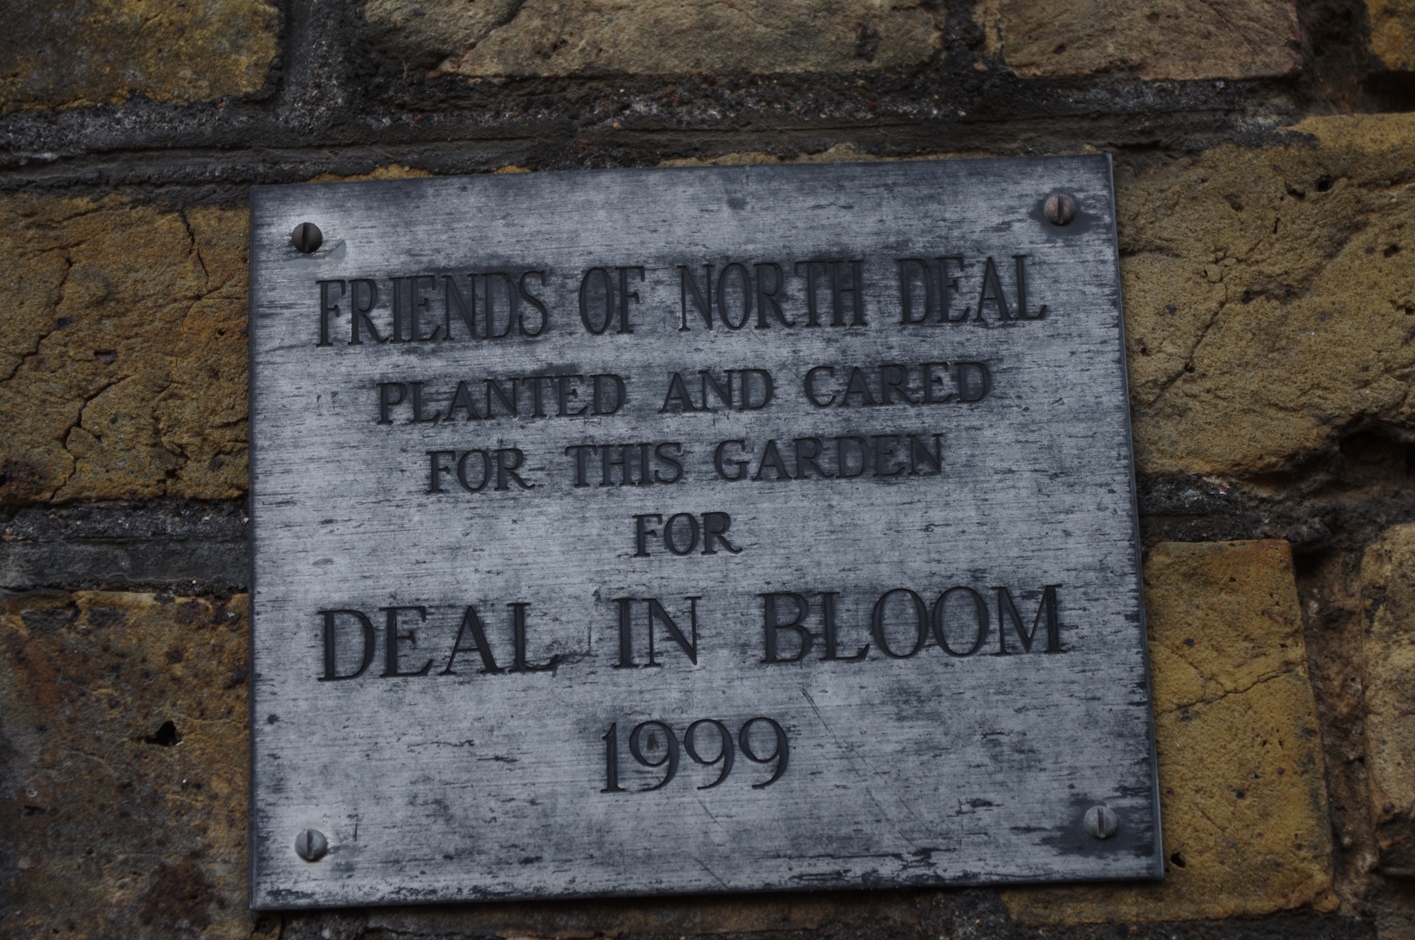 FRIENDS OF NORTH DEAL
PLANTED AND CARED
FOR THIS GARDEN
FOR
DEAL IN BLOOM
1999